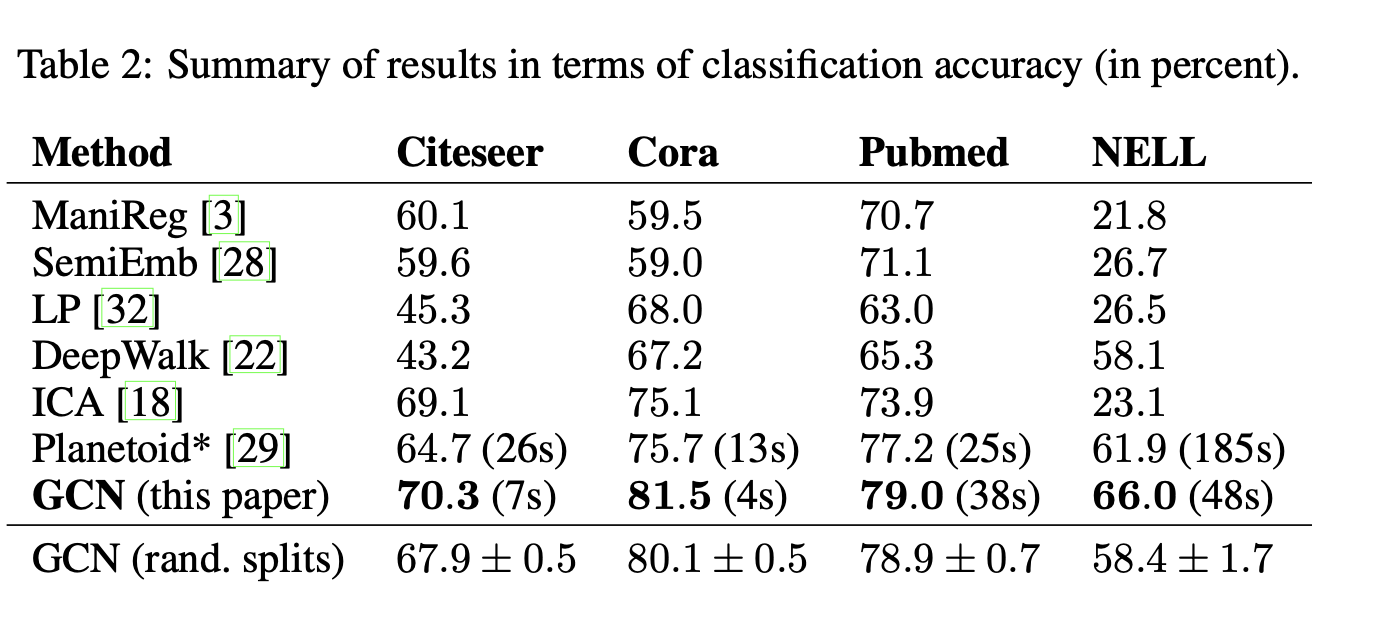 Table 2: Summary of results in terms of classification accuracy (in percent).
Method Citeseer Cora Pubmed NELL
ManiReg [3] 60.1 59.5 70.7 21.8
SemiEmb [28] 59.6 59.0 71.1 26.7
LP [32] 45.3 68.0 63.0 26.5
DeepWalk [22] 43.2 67.2 65.3 58.1
ICA [18] 69.1 75.1 73.9 23.1
Planetoid* [29] 64.7 (26s) 75.7 (13s) 77.2 (25s) 61.9 (185s)
GCN (this paper) 70.3 (7s) 81.5 (4s) 79.0 (38s) 66.0 (48s)
GCN (rand. splits) 67.9 ± 0.5 80.1 ± 0.5 78.9 ± 0.7 58.4 ± 1.7